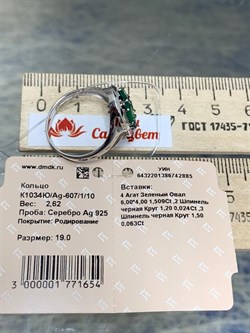 ГОСТ 17435-7
www.dmdk.ru
УИН
6432201386742885
Кольцо
К1034Ю/Ag-607/1/10
Вес: 2,62
Проба: Серебро Ag 925
Покрытие: Родирование
Размер: 19.0
3 000001 771654
Вставки:
4 Агат Зеленый Овал
6,00*4,00 1,509Ct ,2 Шпинель
черная Круг 1,20 0,024Ct ,3
Шпинель черная Круг 1,50
0,063Ct